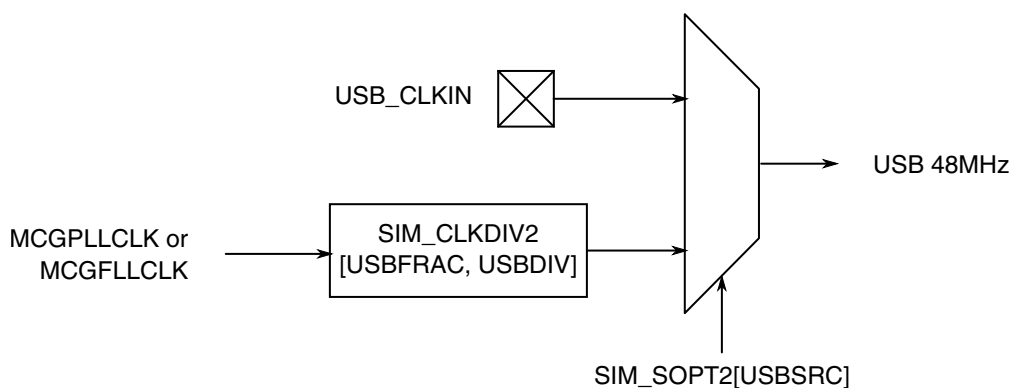 USB_CLKIN
USB 48MHz
MCGPLLCLK or
MCGFLLCLK
SIM_CLKDIV2
[USBFRAC, USBDIV]
SIM_SOPT2[USBSRC]